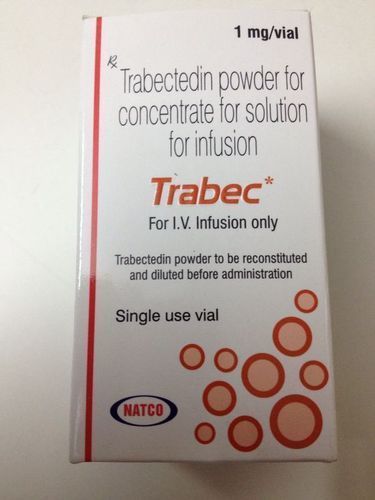 1 mg/vial
Rx
Trabectedin powder for
concentrate for solution
for infusion
Trabec*
For I.V. Infusion only
Trabectedin powder to be reconstituted
and diluted before administration
Single use vial
NATCO